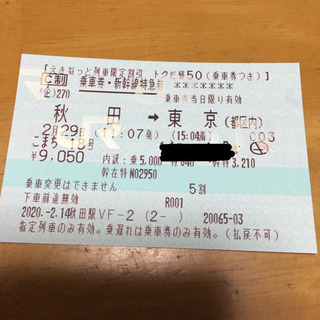 【えきねっと列車限定割引 トクだ値50(乗車券つき)】
C制 乗車券・新幹線特急券 *******
(企)270 乗車券当日限り有効
秋田 → 東京(都区内)
2月29日 (11:07発) (15:04着) C03
こまち 18号
¥9,050 内訳:乗5,000・特640 幹特3,210
幹在特N02950
乗車変更はできません 5割
下車前途無効 R001
2020.-2.14秋田駅VF-2 (2- ) 20065-03
指定列車のみ有効。乗遅れは乗車券のみ有効。(払戻不可)